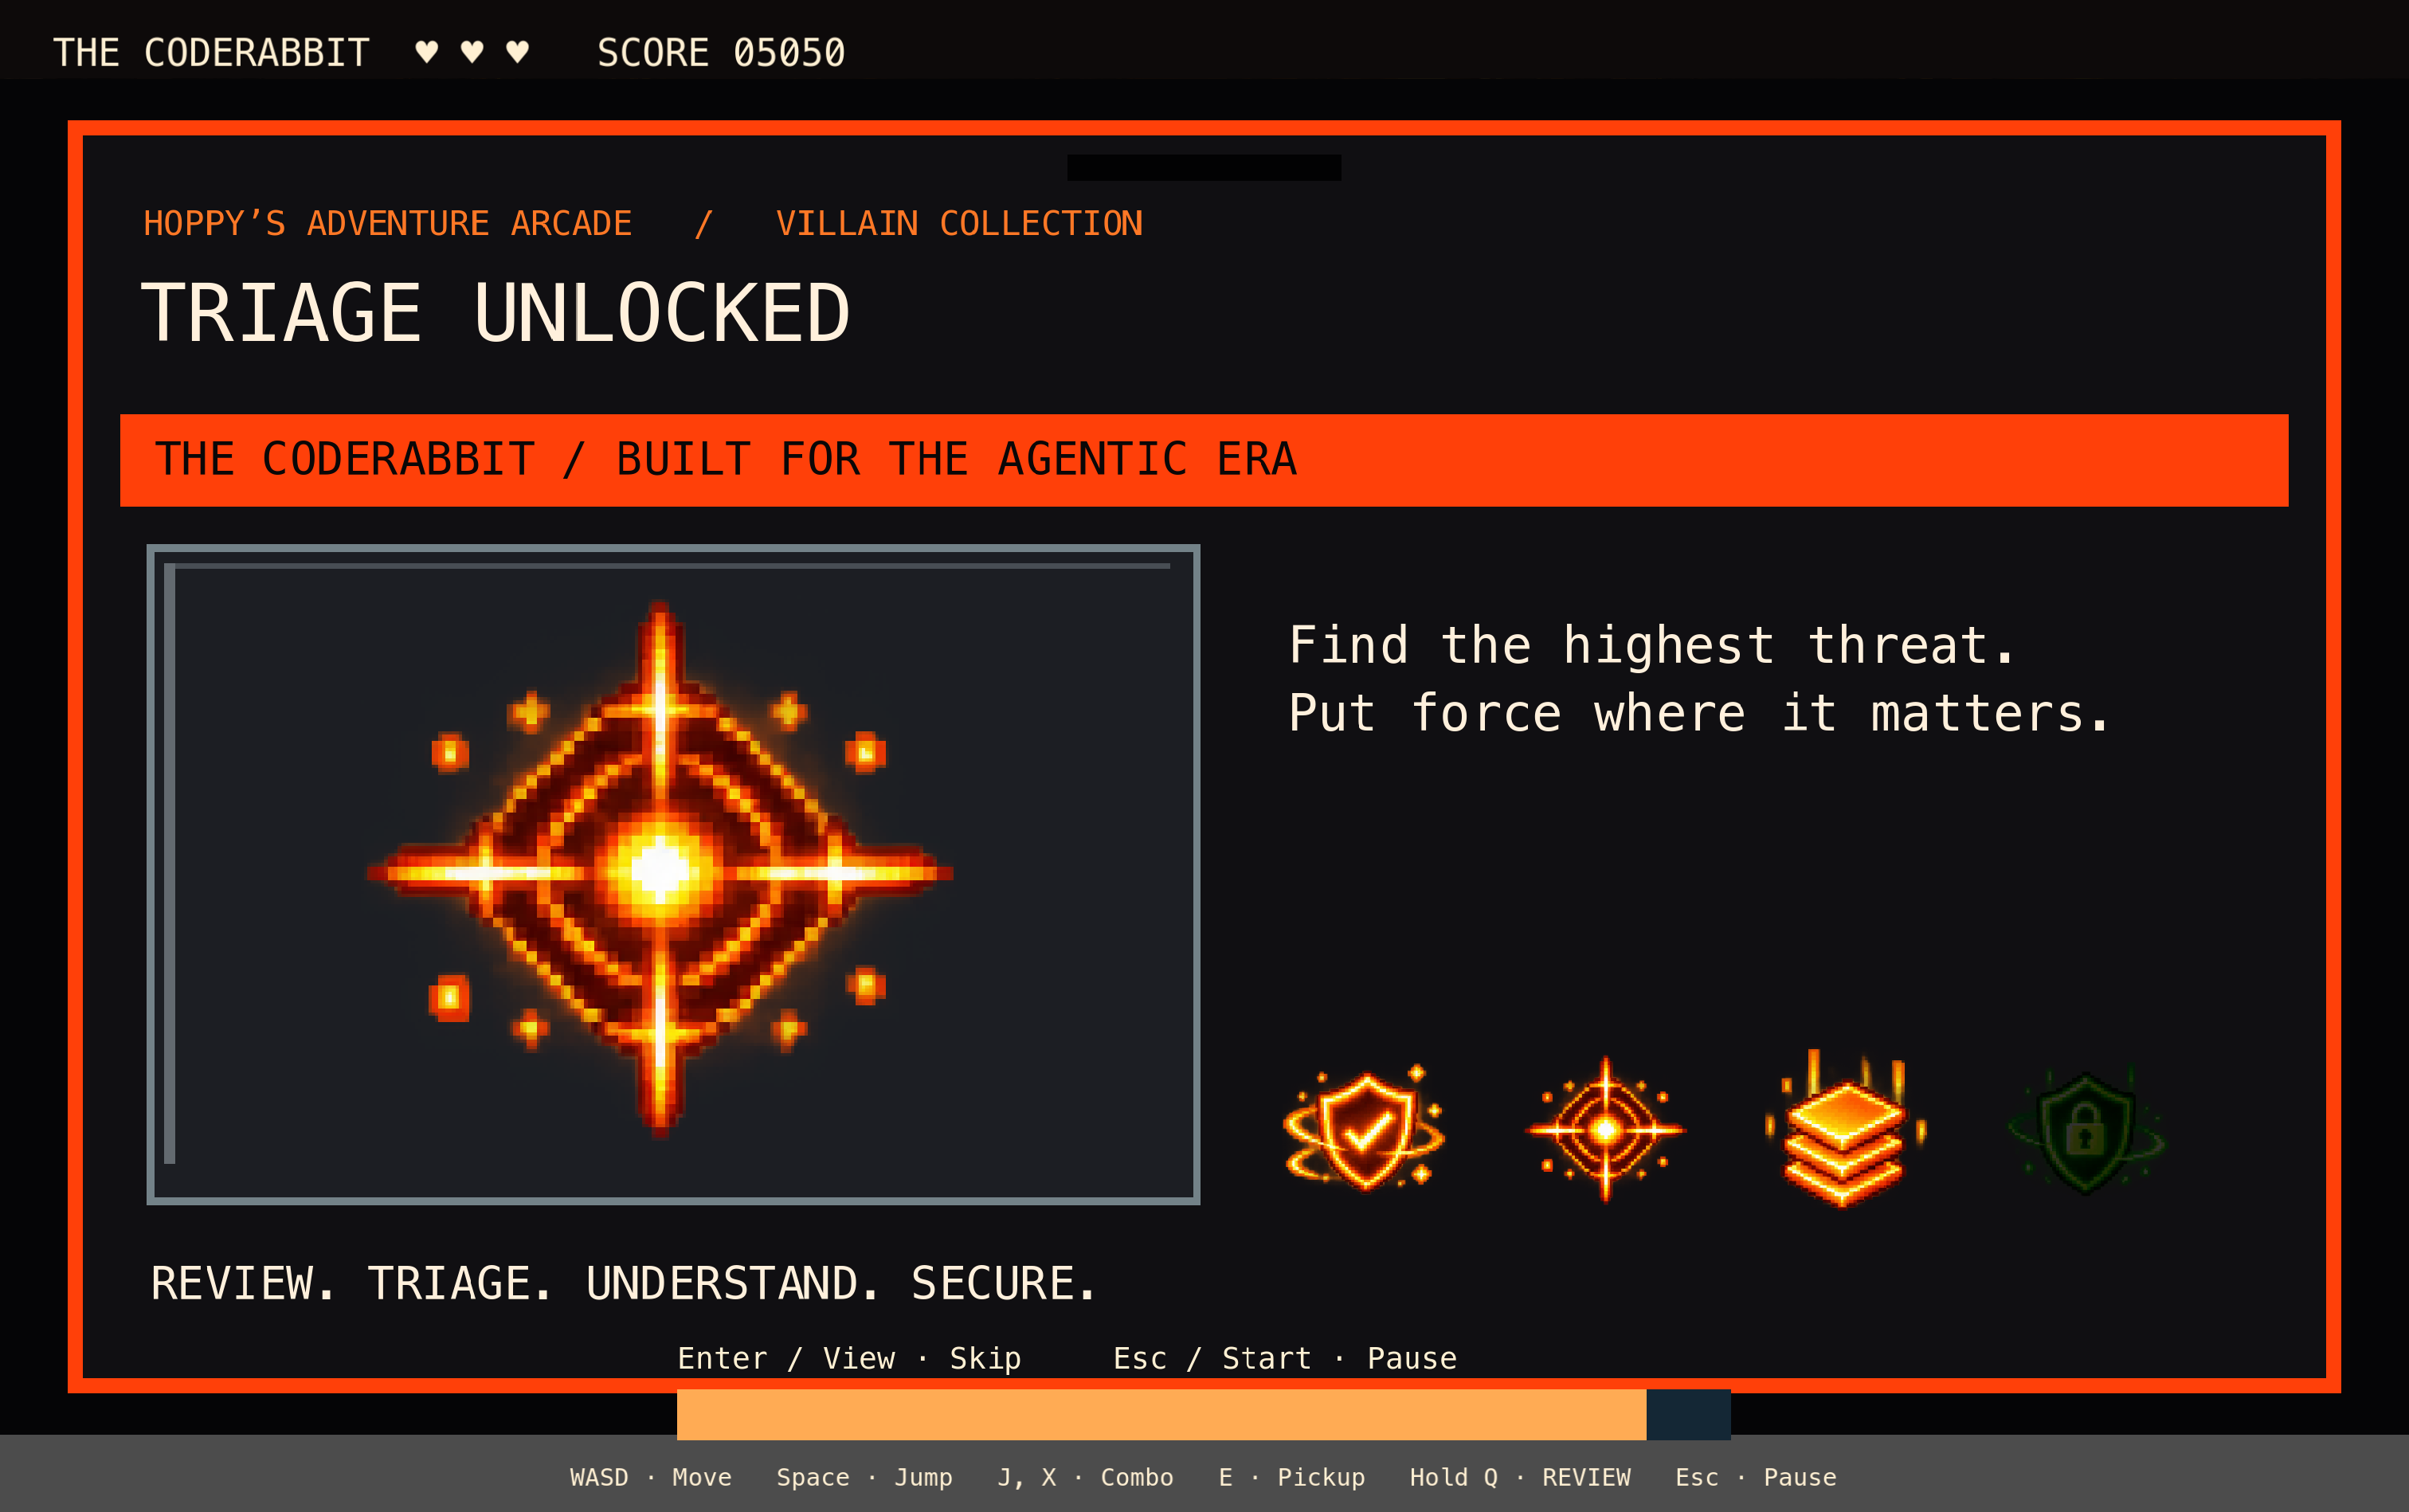 THE CODERABBIT ♥ ♥ ♥ SCORE 05050
HOPPY’S ADVENTURE ARCADE / VILLAIN COLLECTION
TRIAGE UNLOCKED
THE CODERABBIT / BUILT FOR THE AGENTIC ERA
Find the highest threat.
Put force where it matters.
REVIEW. TRIAGE. UNDERSTAND. SECURE.
Enter / View · Skip Esc / Start · Pause
WASD · Move Space · Jump J, X · Combo E · Pickup Hold Q · REVIEW Esc · Pause